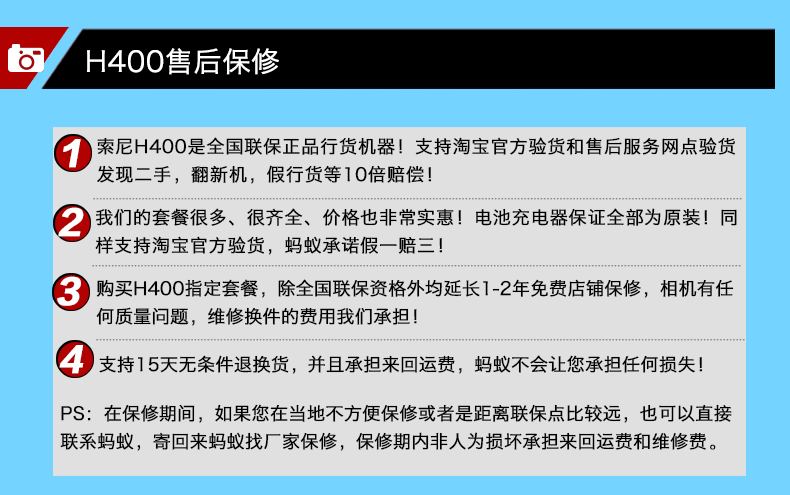 H400售后保修
1 索尼H400是全国联保正品行货机器！支持淘宝官方验货和售后服务网点验货
发现二手，翻新机，假行货等10倍赔偿！
2 我们的套餐很多、很齐全、价格也非常实惠！电池充电器保证全部为原装！同
样支持淘宝官方验货，蚂蚁承诺假一赔三！
3 购买H400指定套餐，除全国联保资格外均延长1-2年免费店铺保修，相机有任
何质量问题，维修换件的费用我们承担！
4 支持15天无条件退换货，并且承担来回运费，蚂蚁不会让您承担任何损失！
PS：在保修期间，如果您在当地不方便保修或者是距离联保点比较远，也可以直接
联系蚂蚁，寄回来蚂蚁找厂家保修，保修期内非人为损坏承担来回运费和维修费。